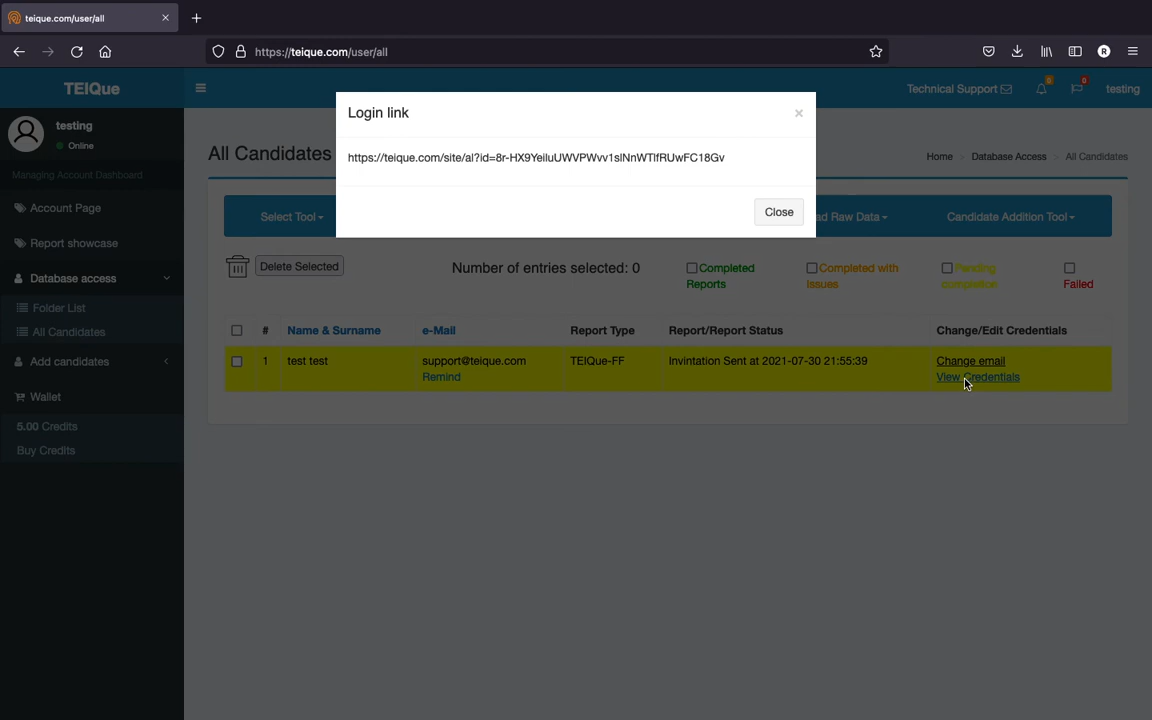 teique.com/user/all
https://teique.com/user/all
R
TEIQue
Technical Support
0
0
testing
testing
Online
Managing Account Dashboard
Account Page
Report showcase
Database access
Folder List
All Candidates
Add candidates
Wallet
5.00 Credits
Buy Credits
Login link
×
https://teique.com/site/al?id=8r-HX9YeiluUWVPWvv1slNnWTlfRUwFC18Gv
Close
All Candidates
Home
Database Access
All Candidates
Select Tool
Raw Data
Candidate Addition Tool
Delete Selected
Number of entries selected: 0
Completed Reports
Completed with Issues
Pending completion
Failed
# Name & Surname e-Mail Report Type Report/Report Status Change/Edit Credentials
1 test test support@teique.com TEIQue-FF Invintation Sent at 2021-07-30 21:55:39 Change email
Remind View Credentials